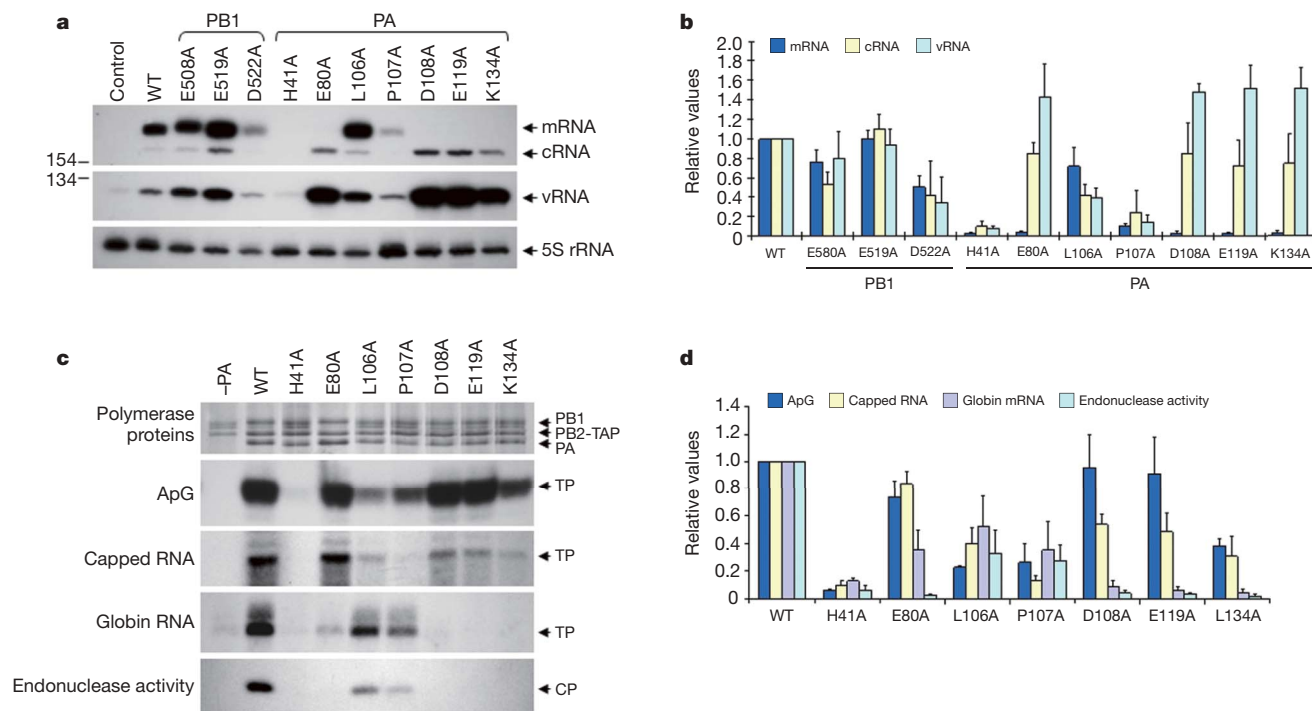 a
PB1
PA
Control
WT
E508A
E519A
D522A
H41A
E80A
L106A
P107A
D108A
E119A
K134A
mRNA
cRNA
154
134
vRNA
5S rRNA
b
mRNA
cRNA
vRNA
Relative values
2.0
1.8
1.6
1.4
1.2
1.0
0.8
0.6
0.4
0.2
0
WT
E580A
E519A
D522A
H41A
E80A
L106A
P107A
D108A
E119A
K134A
PB1
PA
c
–PA
WT
H41A
E80A
L106A
P107A
D108A
E119A
K134A
Polymerase
proteins
PB1
PB2-TAP
PA
ApG
TP
Capped RNA
TP
Globin RNA
TP
Endonuclease activity
CP
d
ApG
Capped RNA
Globin mRNA
Endonuclease activity
Relative values
1.4
1.2
1.0
0.8
0.6
0.4
0.2
0
WT
H41A
E80A
L106A
P107A
D108A
E119A
L134A